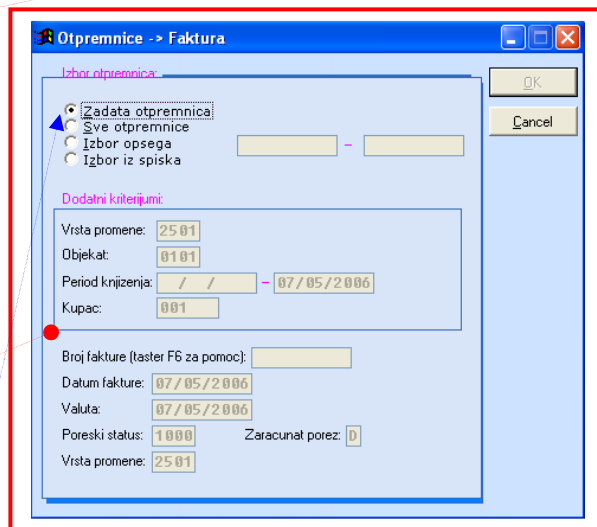 Otpremnice -> Faktura
Izbor otpremnica:
OK
Zadata otpremnica
Cancel
Sve otpremnice
Izbor opsega –
Izbor iz spiska
Dodatni kriterijumi:
Vrsta promene: 2501
Objekat: 0101
Period knjizenja: / / – 07/05/2006
Kupac: 001
Broj fakture (taster F6 za pomoc):
Datum fakture: 07/05/2006
Valuta: 07/05/2006
Poreski status: 1000 Zaracunat porez: D
Vrsta promene: 2501